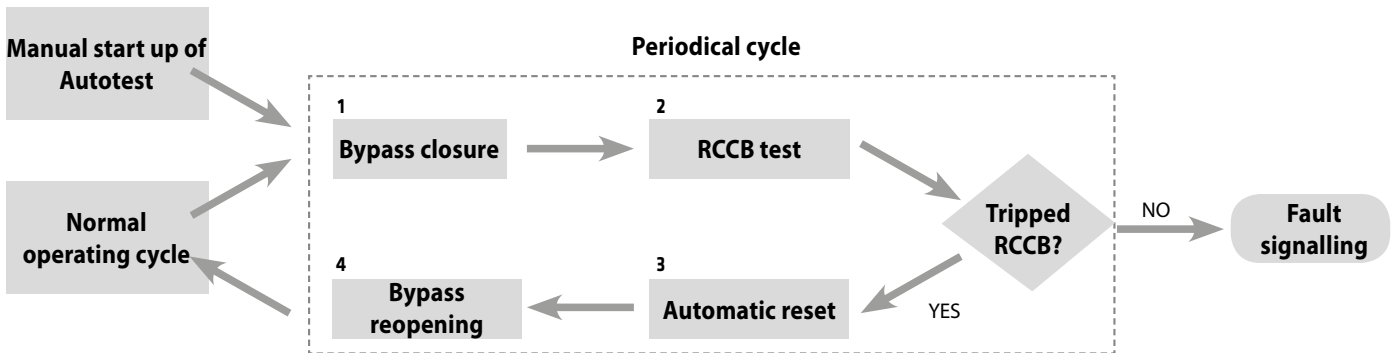 Manual start up of
Autotest
Periodical cycle
1
Bypass closure
2
RCCB test
Tripped
RCCB?
NO
Fault
signalling
Normal
operating cycle
4
Bypass
reopening
3
Automatic reset
YES